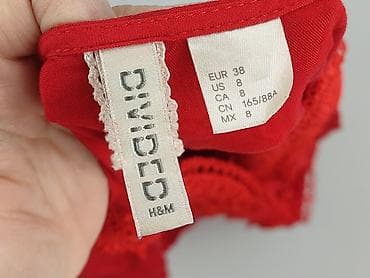 DIVIDED
H&M
EUR 38
US 8
CA 8
CN 165/88A
MX 8